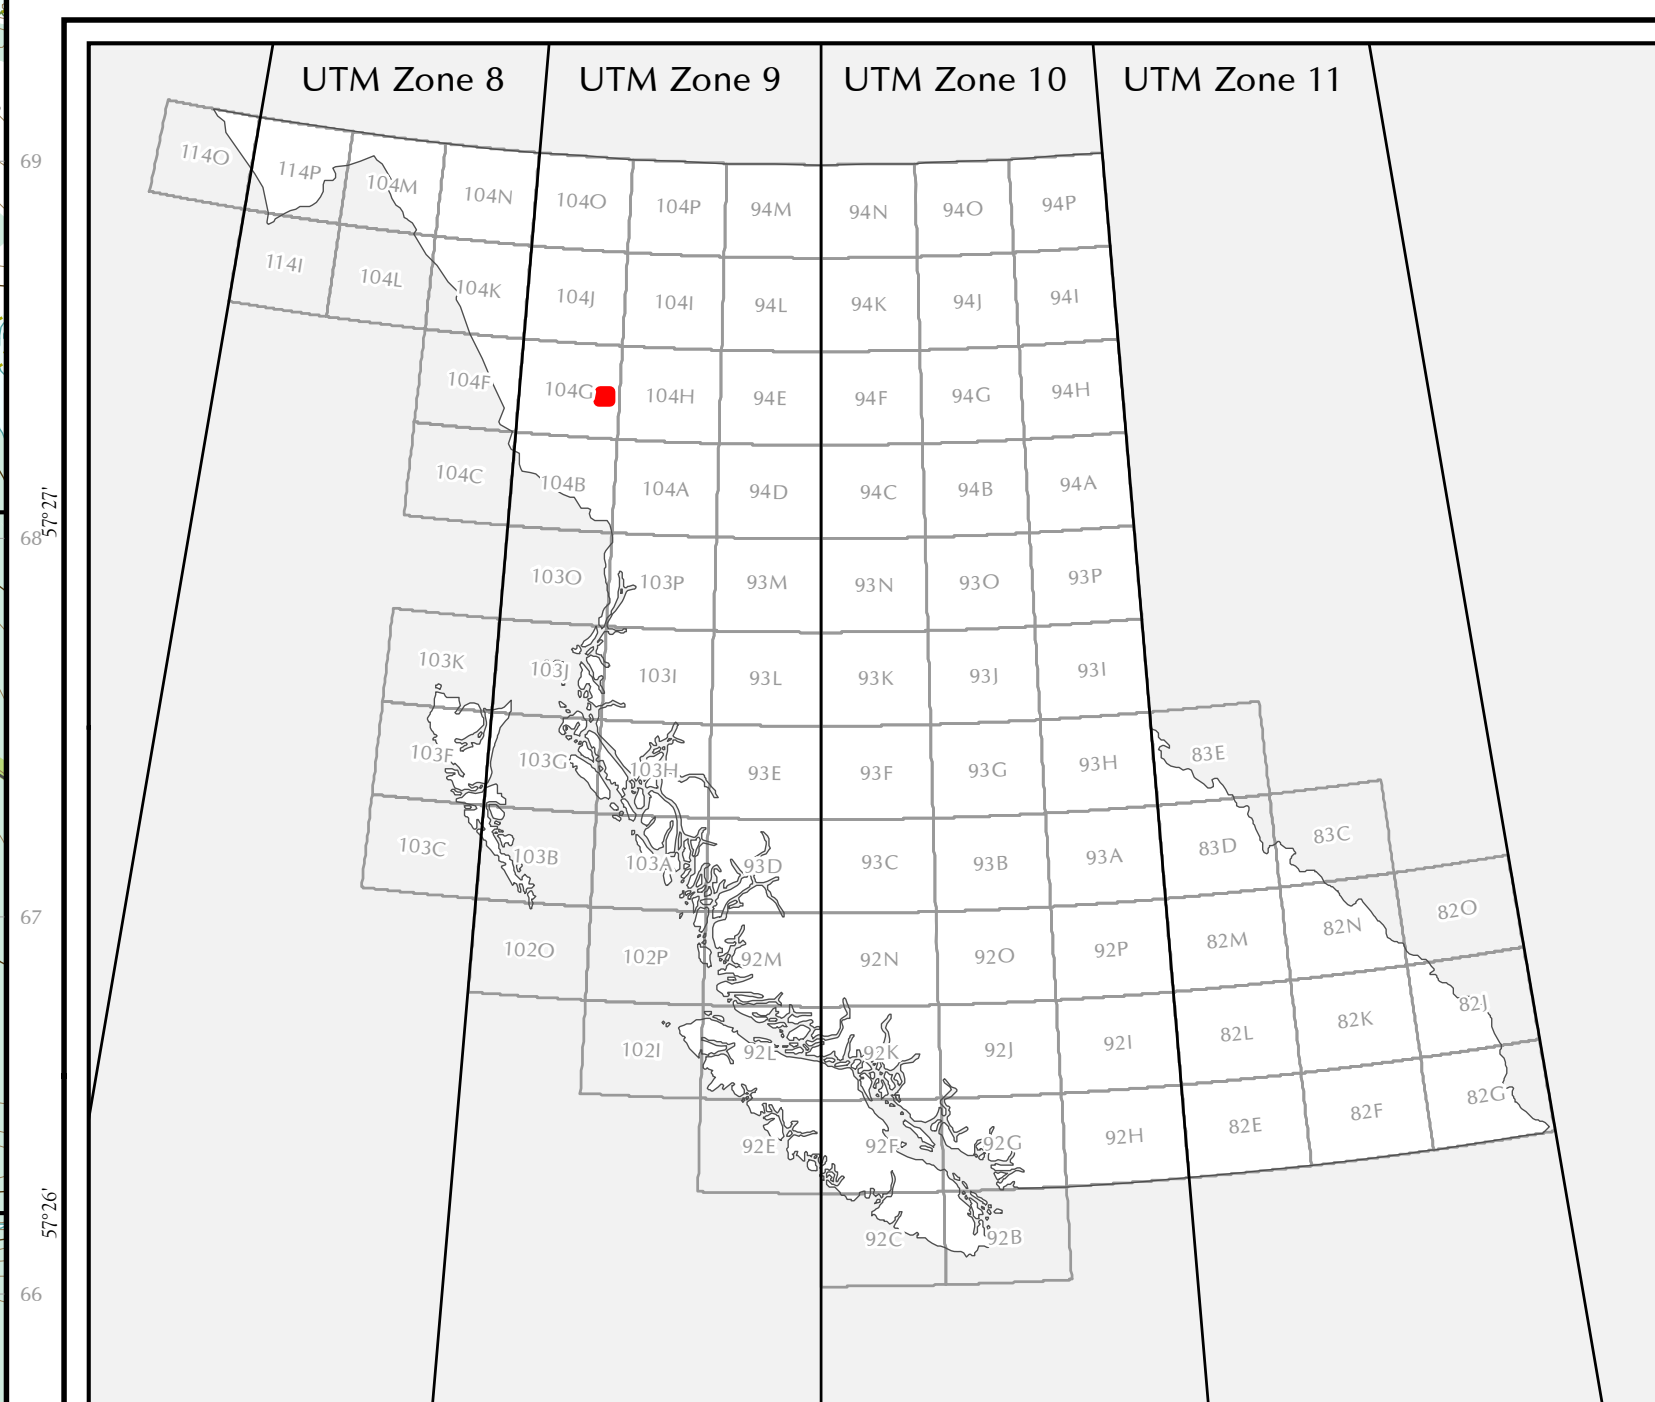 UTM Zone 8 UTM Zone 9 UTM Zone 10 UTM Zone 11
69
114O 114P 104M 104N 104O 104P 94M 94N 94O 94P
114I 104L 104K 104J 104I 94L 94K 94J 94I
104F 104G 104H 94E 94F 94G 94H
104C 104B 104A 94D 94C 94B 94A
57°27'
68
103O 103P 93M 93N 93O 93P
103K 103J 103I 93L 93K 93J 93I
103F 103G 103H 93E 93F 93G 93H 83E
103C 103B 103A 93D 93C 93B 93A 83D 83C
67
102O 102P 92M 92N 92O 92P 82M 82N 82O
102I 92L 92K 92J 92I 82L 82K 82J
92E 92F 92G 92H 82E 82F 82G
57°26'
92C 92B
66